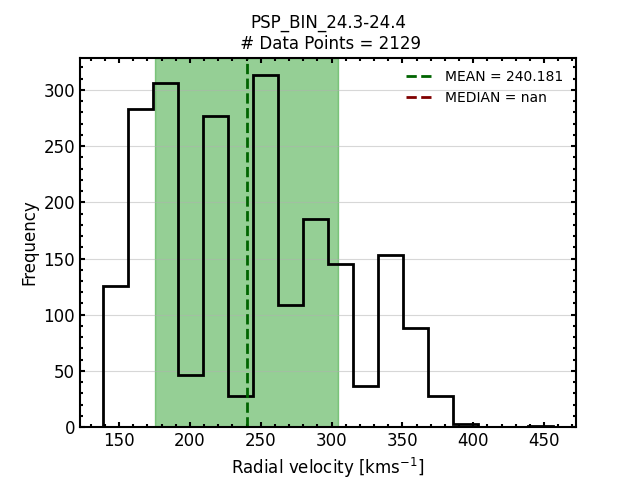 PSP_BIN_24.3-24.4
# Data Points = 2129
MEAN = 240.181
MEDIAN = nan
Frequency
300
250
200
150
100
50
0
150 200 250 300 350 400 450
Radial velocity [kms⁻¹]